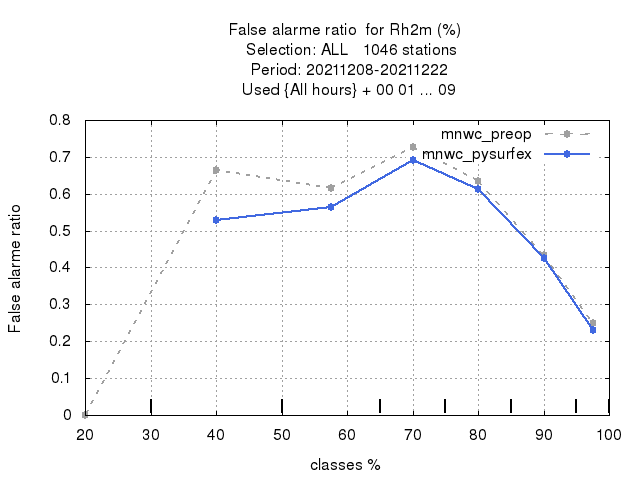 False alarme ratio  for Rh2m (%)
Selection: ALL   1046 stations
Period: 20211208-20211222
Used {All hours} + 00 01 ... 09
mnwc_preop
mnwc_pysurfex
0.8
0.7
0.6
0.5
0.4
0.3
0.2
0.1
0
False alarme ratio
20 30 40 50 60 70 80 90 100
classes %